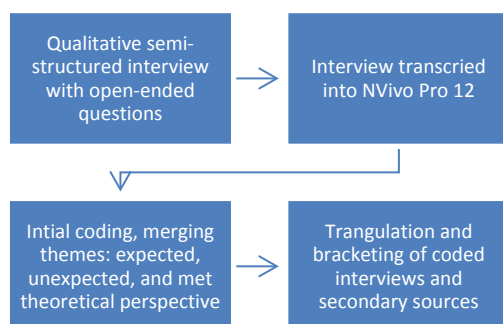 Qualitative semi-
structured interview
with open-ended
questions
Interview transcried
into NVivo Pro 12
Intial coding, merging
themes: expected,
unexpected, and met
theoretical perspective
Trangulation and
bracketing of coded
interviews and
secondary sources